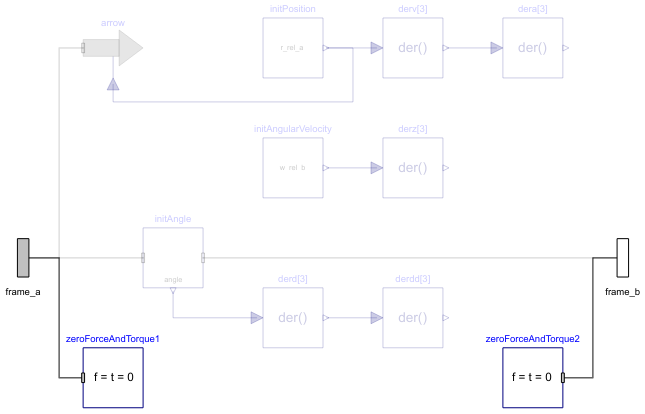 arrow
initPosition
derv[3]
dera[3]
r_rel_a
der()
der()
initAngularVelocity
derz[3]
w_rel_b
der()
initAngle
angle
derd[3]
derdd[3]
der()
der()
frame_a
frame_b
zeroForceAndTorque1
zeroForceAndTorque2
f = t = 0
f = t = 0